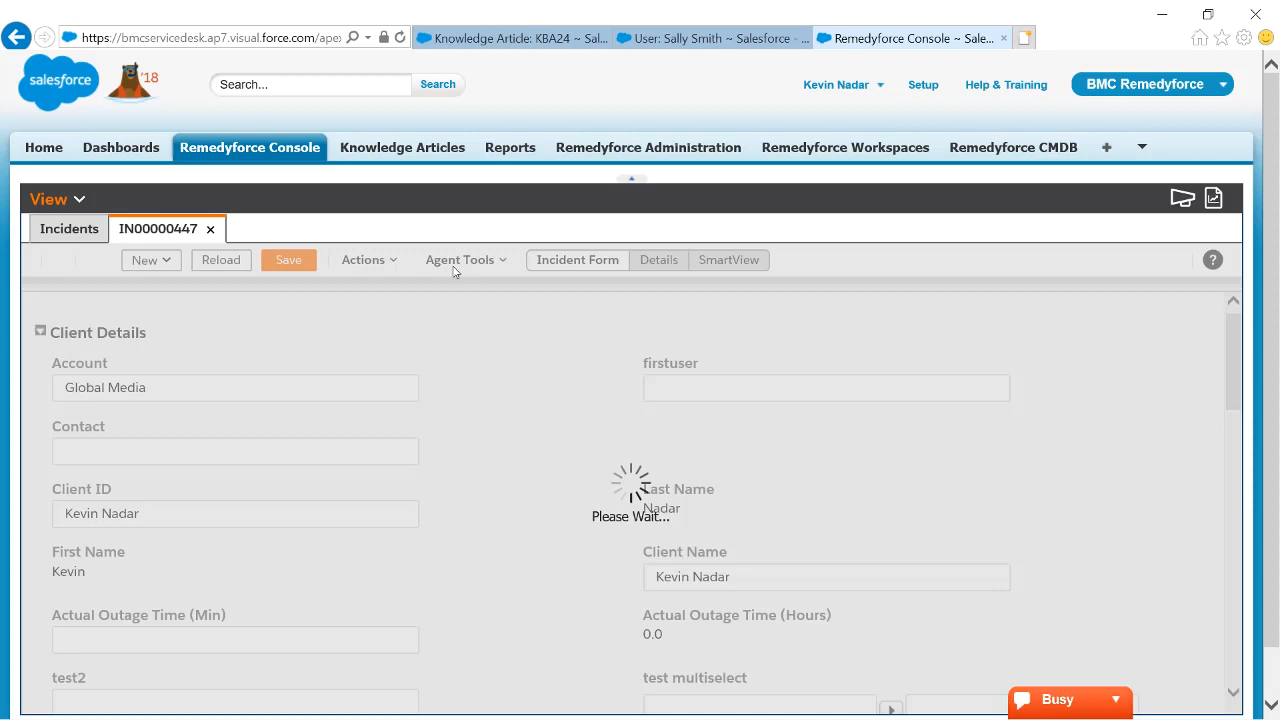 https://bmcservicedesk.ap7.visual.force.com/apex
Knowledge Article: KBA24 ~ Sal...
User: Sally Smith ~ Salesforce - ...
Remedyforce Console ~ Sale...
salesforce
'18
Search...
Search
Kevin Nadar
Setup
Help & Training
BMC Remedyforce
Home
Dashboards
Remedyforce Console
Knowledge Articles
Reports
Remedyforce Administration
Remedyforce Workspaces
Remedyforce CMDB
+
View
Incidents
IN00000447
New
Reload
Save
Actions
Agent Tools
Incident Form
Details
SmartView
?
Client Details
Account
firstuser
Global Media
Contact
Client ID
Last Name
Kevin Nadar
Nadar
Please Wait...
First Name
Client Name
Kevin
Kevin Nadar
Actual Outage Time (Min)
Actual Outage Time (Hours)
0.0
test2
test multiselect
Busy